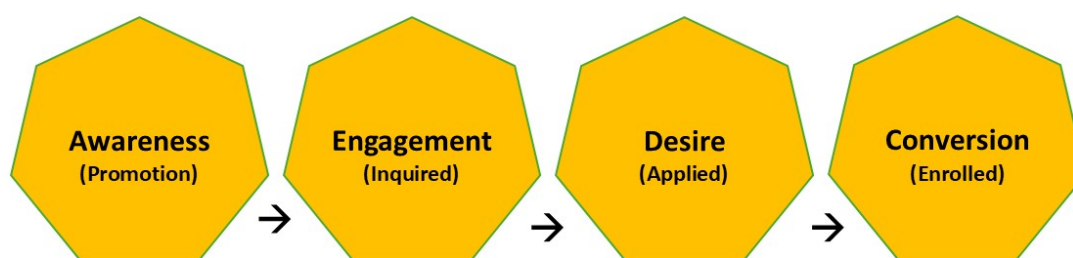 Awareness
(Promotion)
Engagement
(Inquired)
Desire
(Applied)
Conversion
(Enrolled)